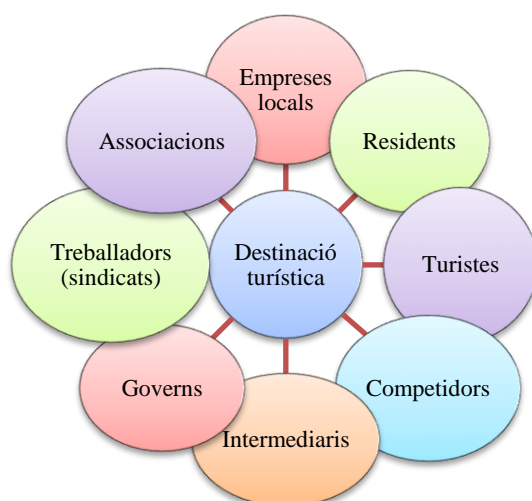 Empreses
locals
Residents
Turistes
Competidors
Intermediaris
Governs
Treballadors
(sindicats)
Associacions
Destinació
turística